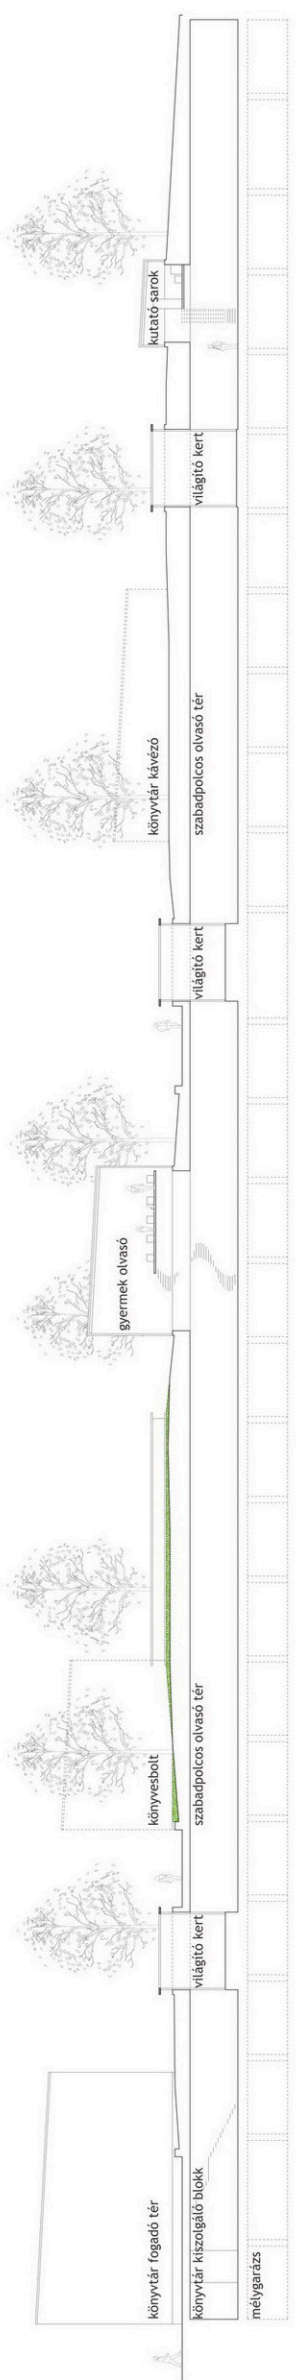 könyvtár fogadó tér
könyvtár kiszolgáló blokk
mélygarázs
világító kert
könyvesbolt
szabadpolcos olvasó tér
gyermek olvasó
világító kert
könyvtár kávézó
szabadpolcos olvasó tér
világító kert
kutató sarok